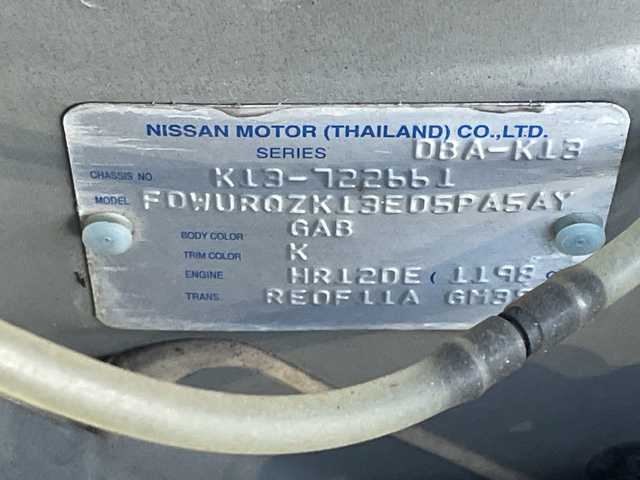 NISSAN MOTOR (THAILAND) CO.,LTD.
SERIES DBA-K13
CHASSIS NO. K13-722661
MODEL FDWURQZK13E05PA5AY
BODY COLOR GAB
TRIM COLOR K
ENGINE HR12DE ( 1198
TRANS. RE0F11A